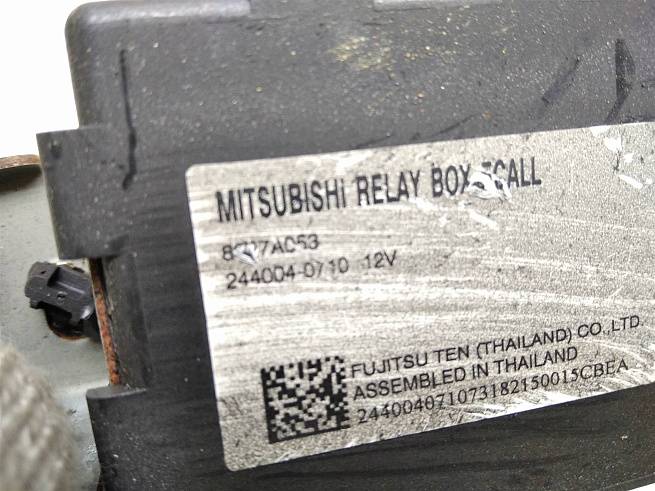 MITSUBISHI RELAY BOX
244004-0710 12V
FUJITSU TEN (THAILAND) CO.,LTD.
ASSEMBLED IN THAILAND
244004071073182150015CBEA